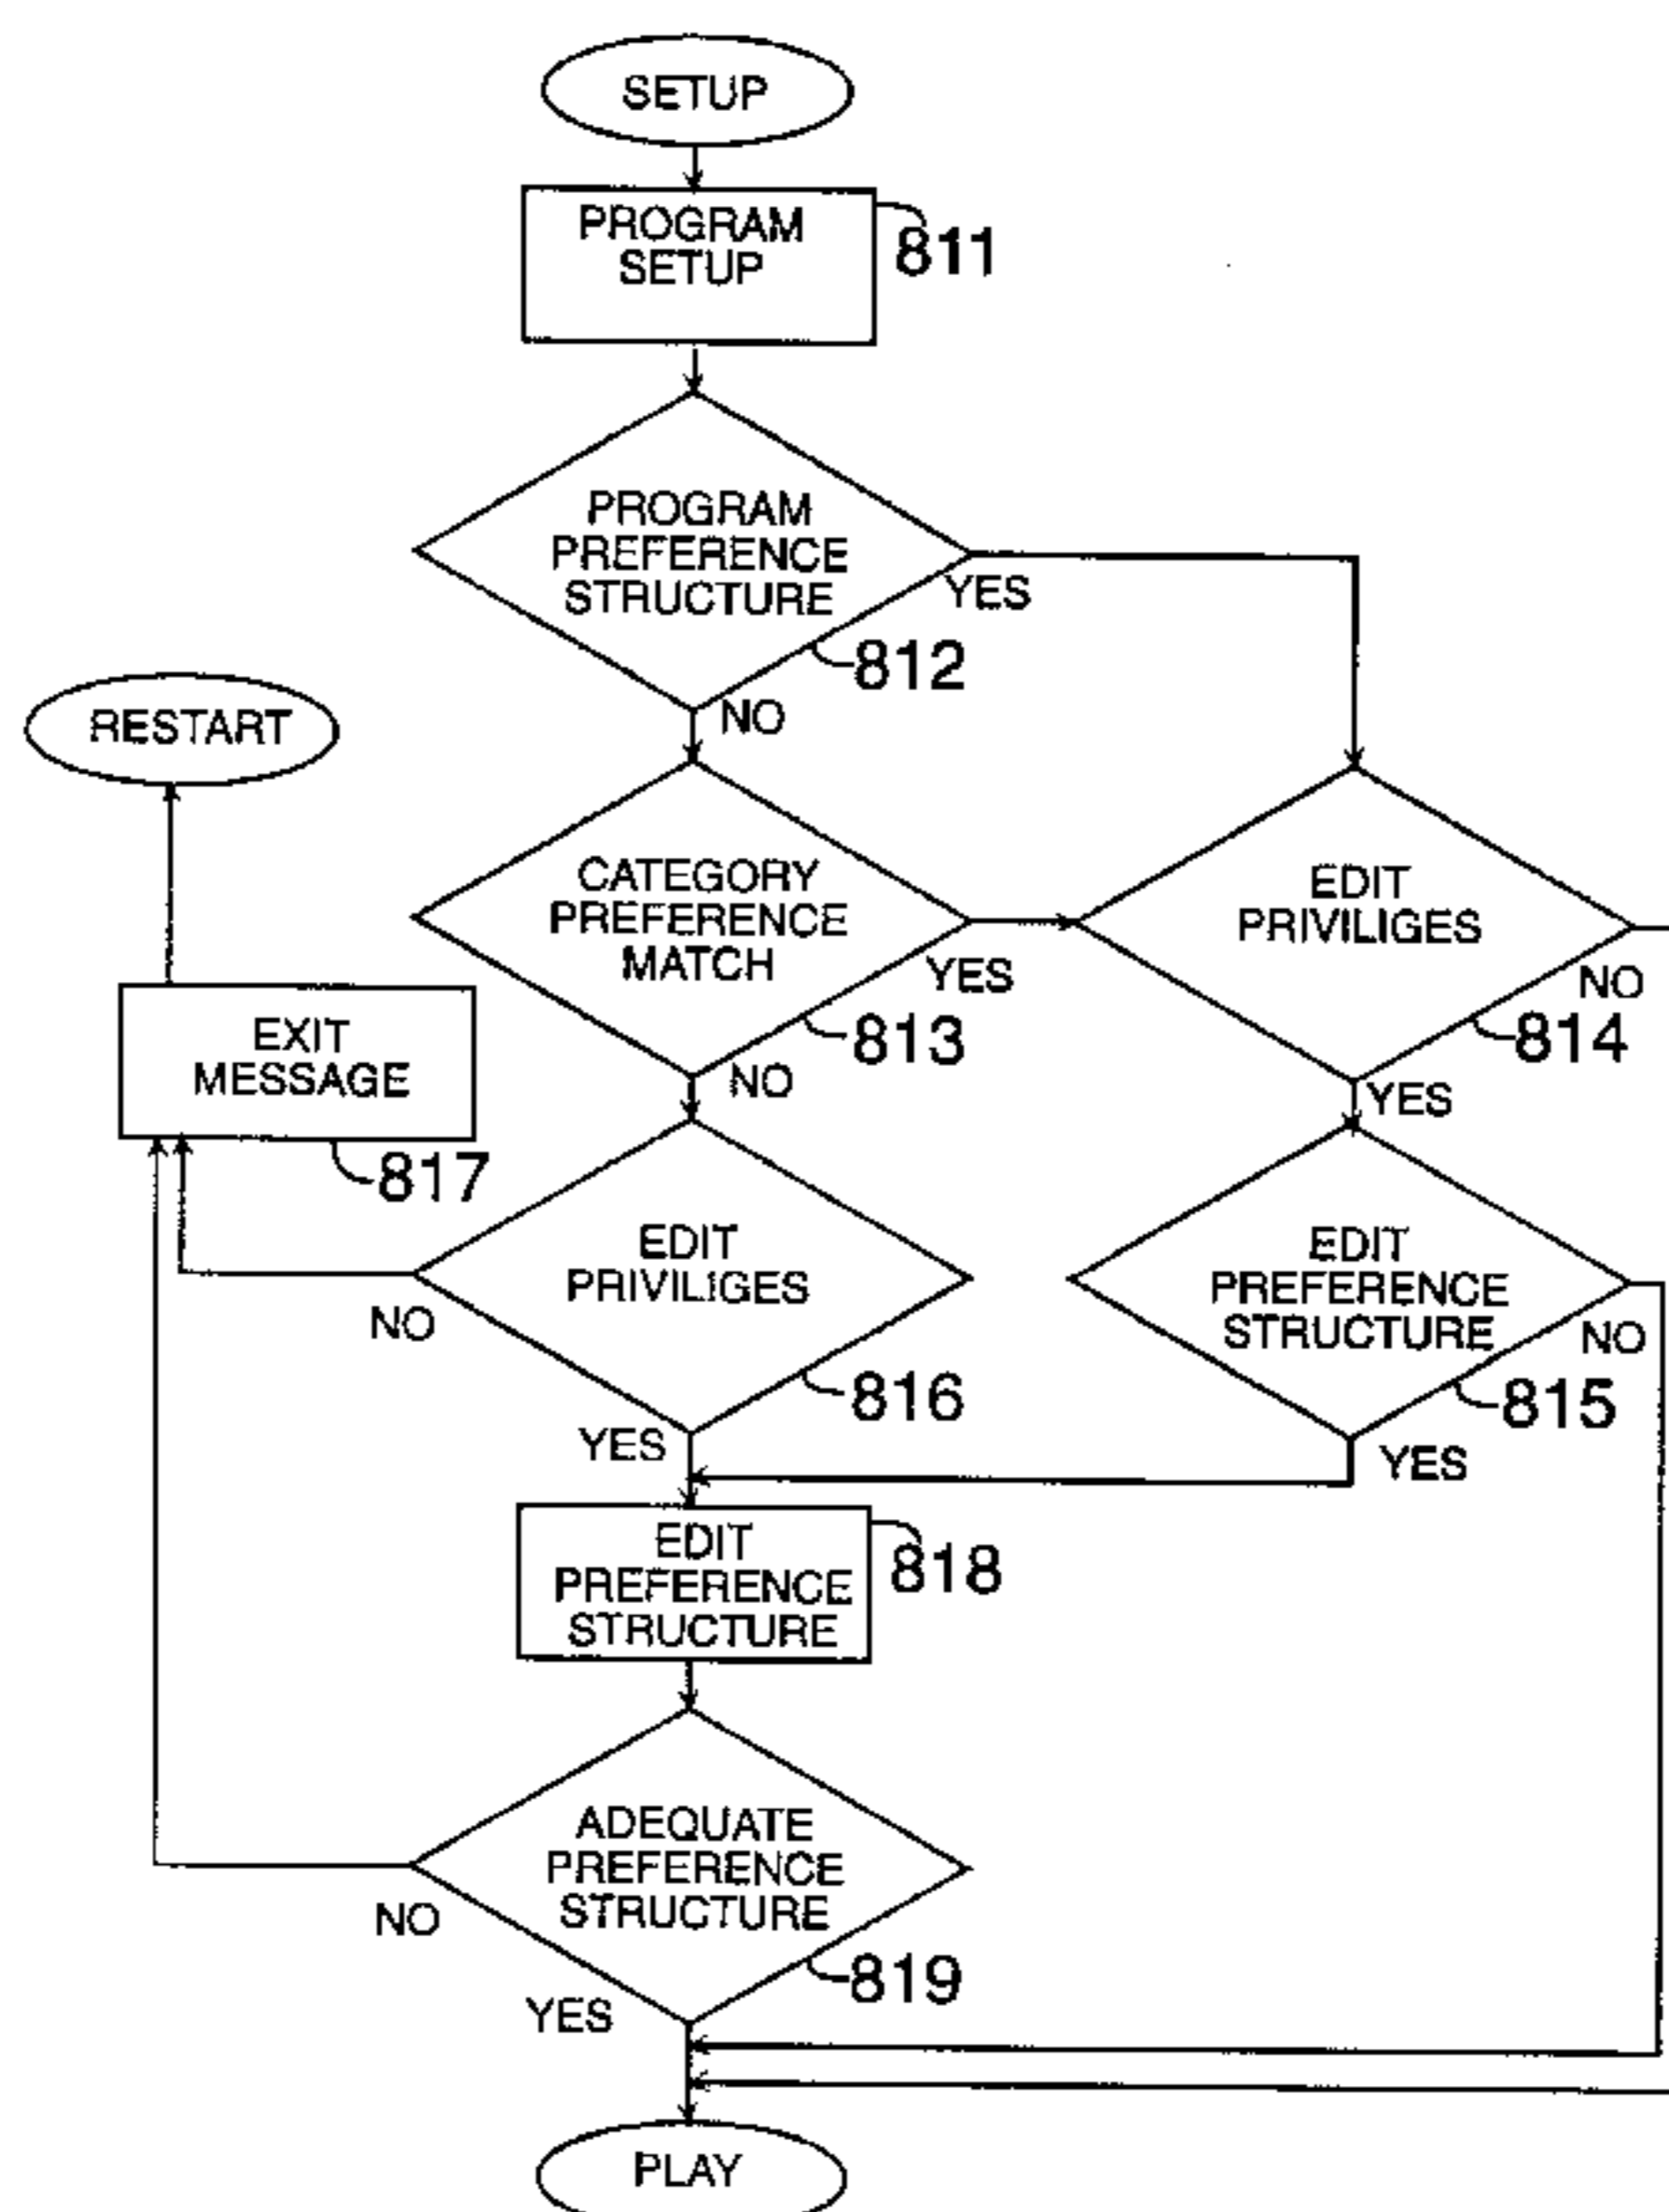 SETUP
PROGRAM
SETUP
811
PROGRAM
PREFERENCE
STRUCTURE
YES
812
NO
RESTART
CATEGORY
PREFERENCE
MATCH
YES
813
NO
EDIT
PRIVILIGES
NO
814
YES
EXIT
MESSAGE
817
EDIT
PRIVILIGES
NO
816
YES
EDIT
PREFERENCE
STRUCTURE
NO
815
YES
EDIT
PREFERENCE
STRUCTURE
818
ADEQUATE
PREFERENCE
STRUCTURE
NO
819
YES
PLAY